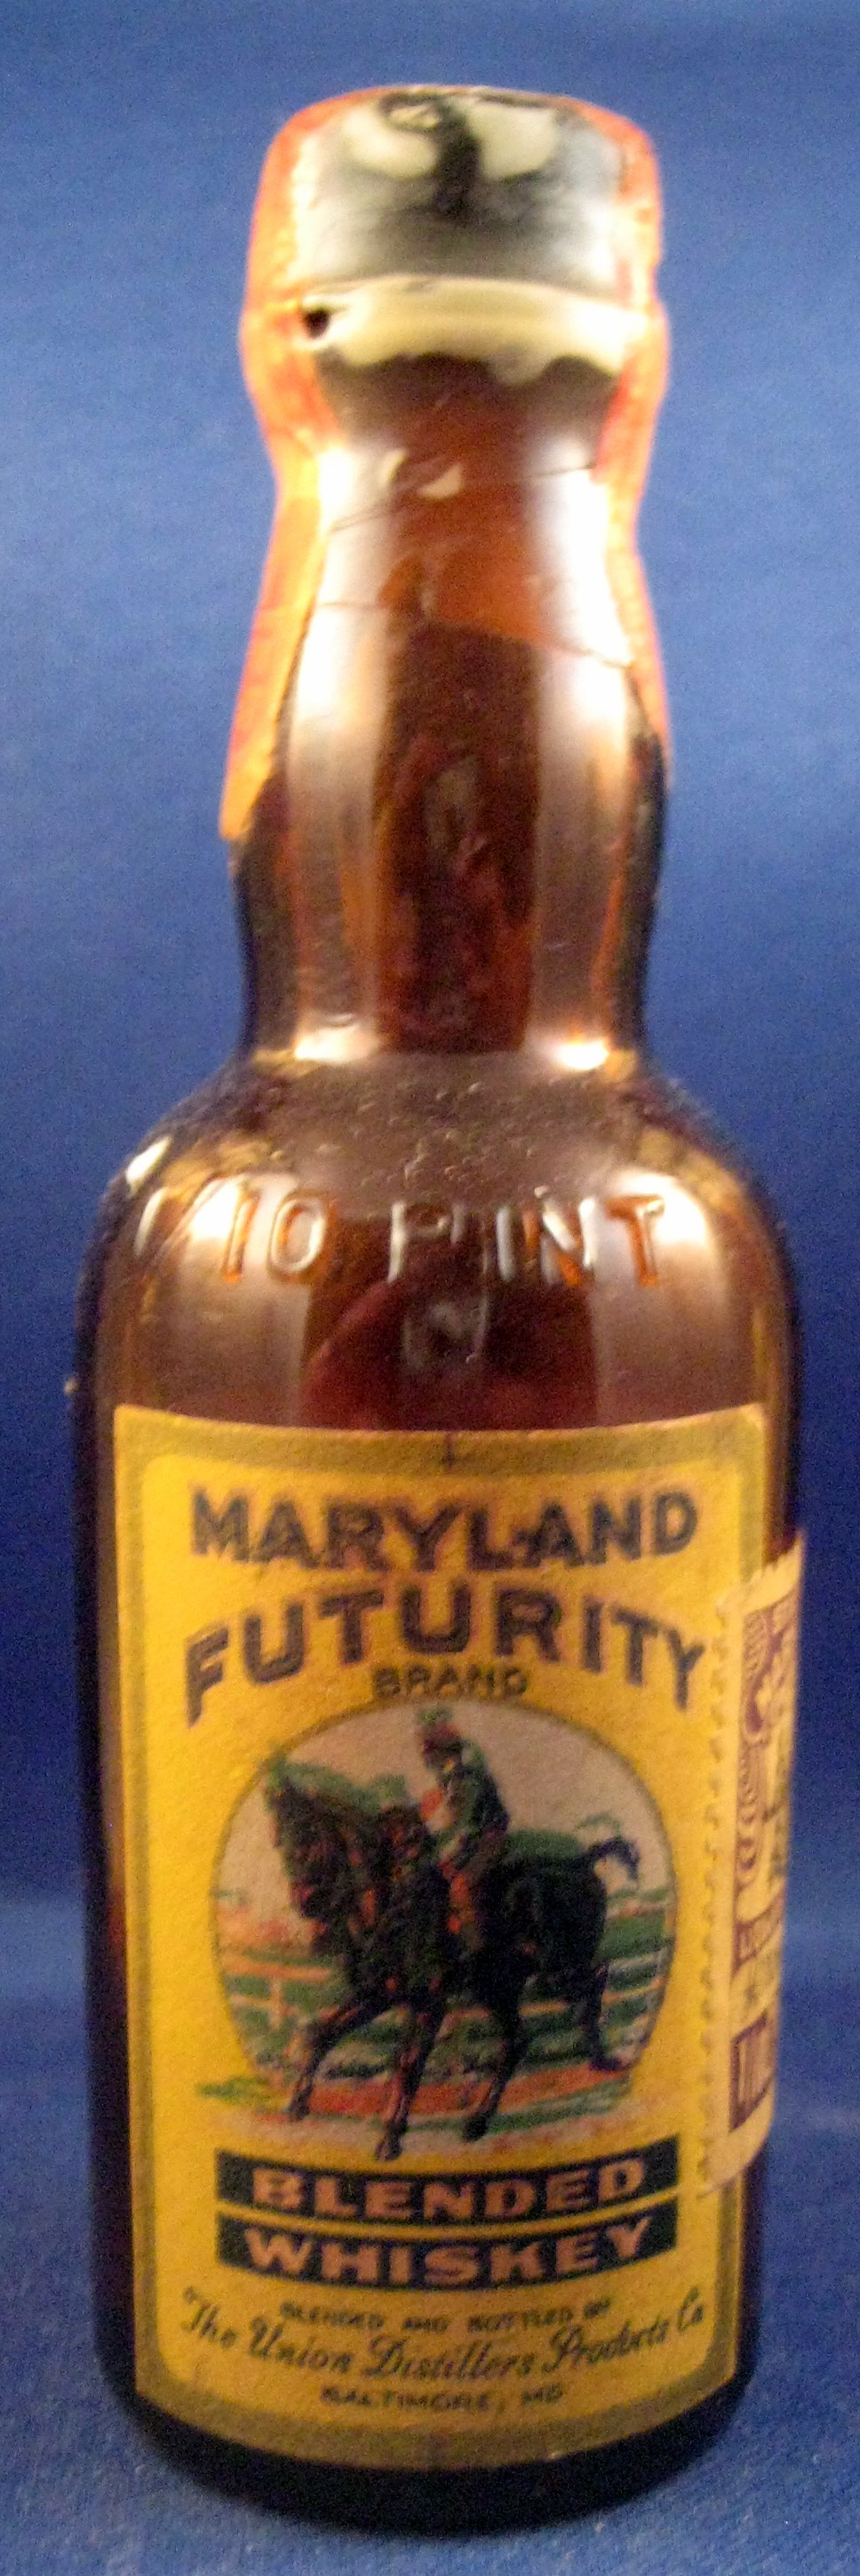 1/10 PINT
MARYLAND
FUTURITY
BRAND
BLENDED
WHISKEY
BLENDED AND BOTTLED BY
The Union Distillers Products Co
BALTIMORE, MD